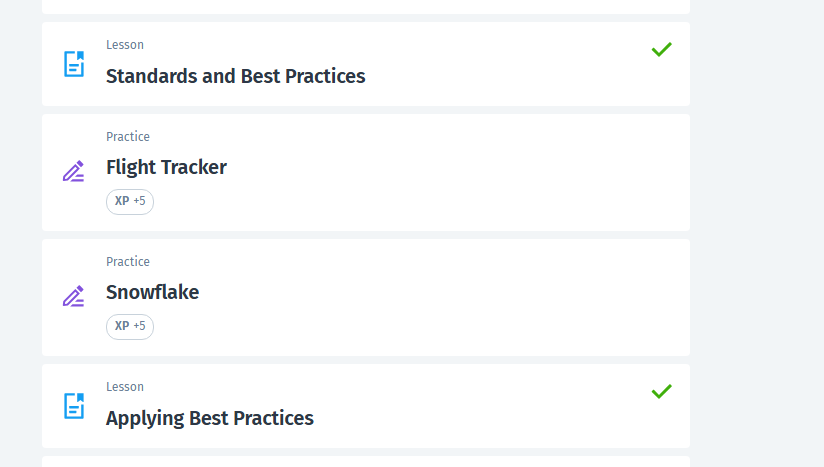 Lesson
Standards and Best Practices
Practice
Flight Tracker
XP +5
Practice
Snowflake
XP +5
Lesson
Applying Best Practices